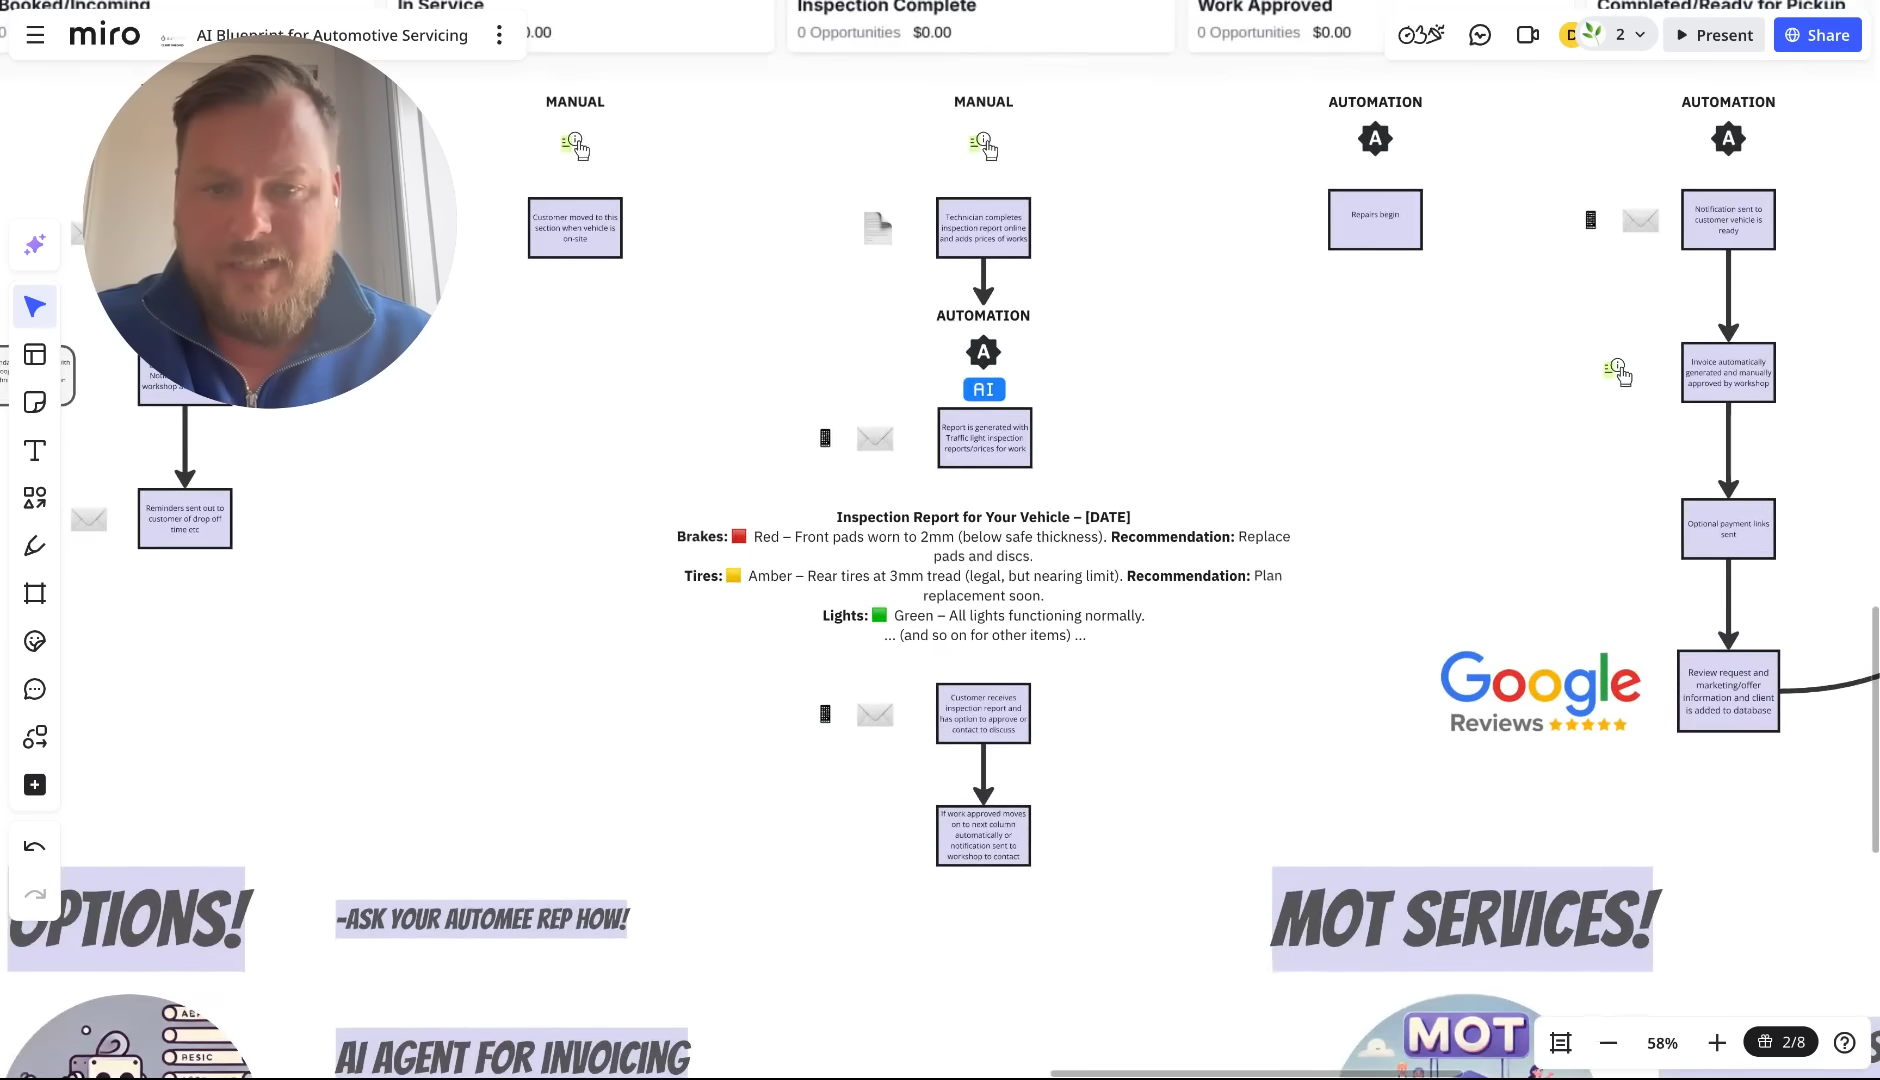 Booked/Incoming
In Service
Inspection Complete
Work Approved
Completed/Ready for Pickup
0
0.00
0 Opportunities $0.00
0 Opportunities $0.00
miro
AI Blueprint for Automotive Servicing
2
Present
Share
MANUAL
MANUAL
AUTOMATION
A
AUTOMATION
A
Customer moved to this
section when vehicle is
on-site
Technician completes
inspection report online
and adds prices of works
Repairs begin
Notification sent to
customer vehicle is
ready
AUTOMATION
A
AI
Report is generated with
Traffic light inspection
reports/prices for work
Invoice automatically
generated and manually
approved by workshop
Reminders sent out to
customer of drop off
time etc
Optional payment links
sent
Inspection Report for Your Vehicle – [DATE]
Brakes: Red – Front pads worn to 2mm (below safe thickness). Recommendation: Replace
pads and discs.
Tires: Amber – Rear tires at 3mm tread (legal, but nearing limit). Recommendation: Plan
replacement soon.
Lights: Green – All lights functioning normally.
... (and so on for other items) ...
Customer receives
inspection report and
has option to approve or
contact to discuss
Google
Reviews
Review request and
marketing/offer
information and client
is added to database
If work approved moves
on to next column
automatically or
notification sent to
workshop to contact
OPTIONS!
-ASK YOUR AUTOMEE REP HOW!
MOT SERVICES!
AI AGENT FOR INVOICING
RESIC
MOT
58%
2/8